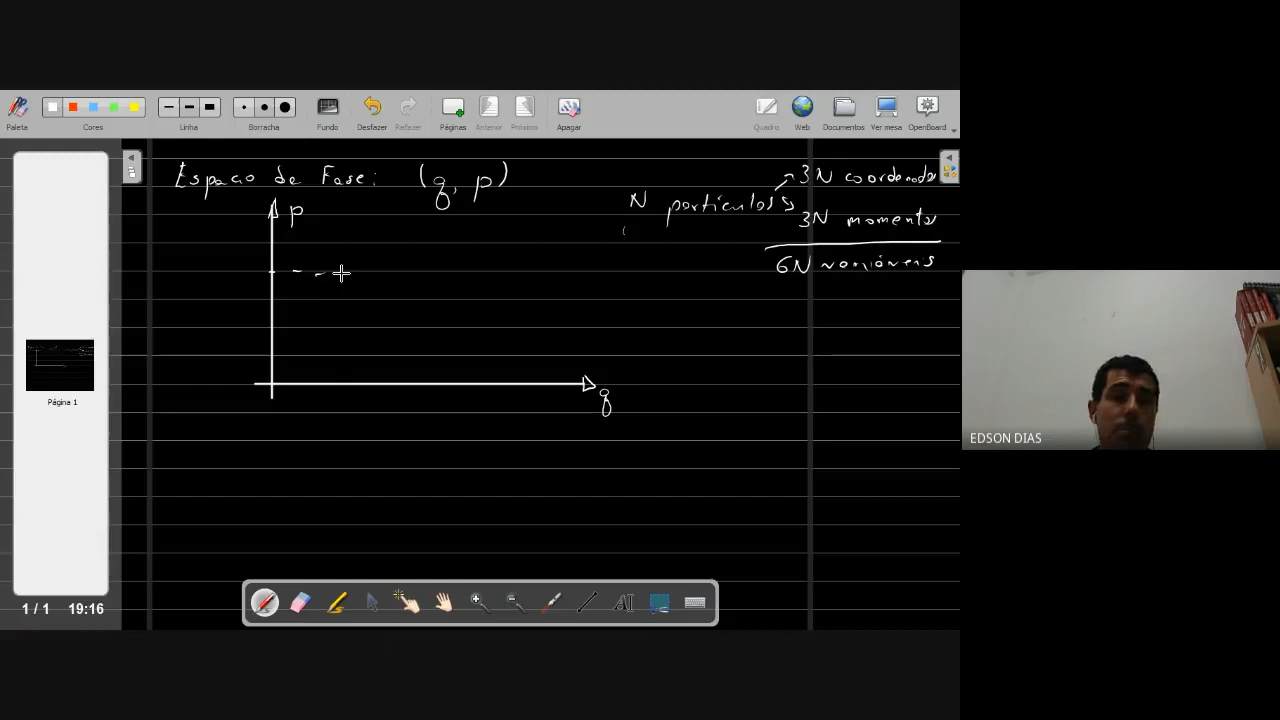 Paleta
Cores
Linha
Borracha
Fundo
Desfazer
Refazer
Páginas
Anterior
Próximo
Apagar
Quadro
Web
Documentos
Ver mesa
OpenBoard
Espaço de Fase: (q, p)
p
q
N partículas
3N coordenadas
3N momentos
6N variáveis
Página 1
1 / 1 19:16
EDSON DIAS